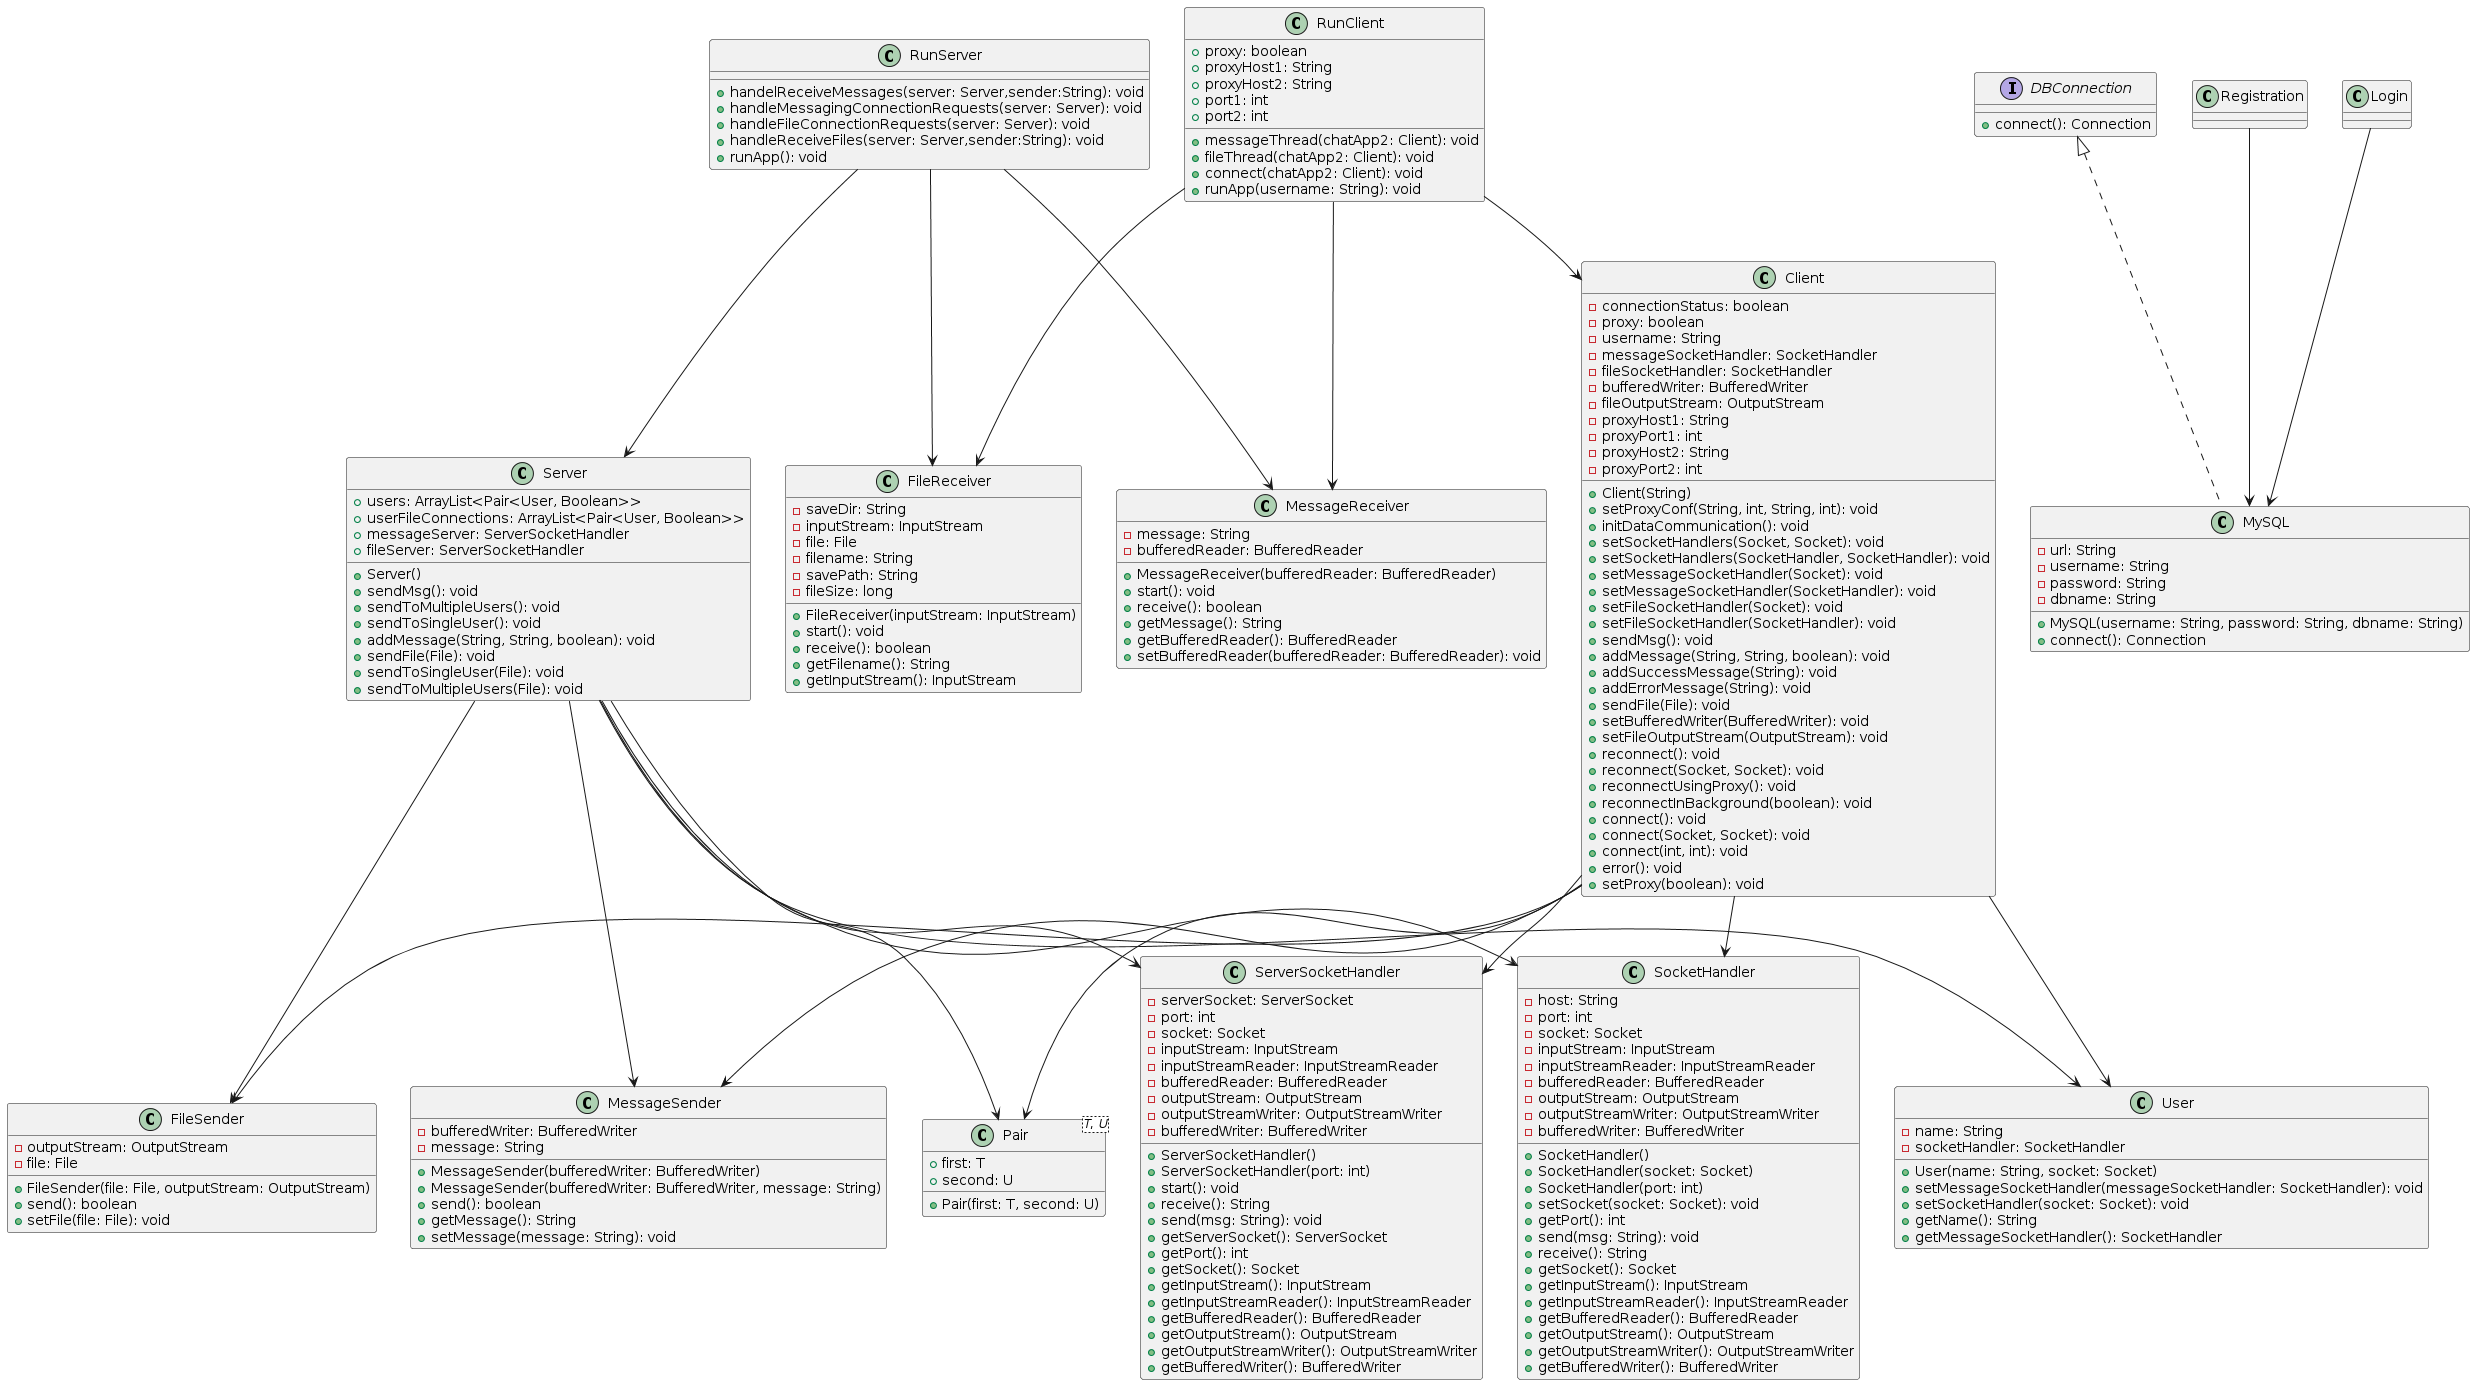 C RunServer
handelReceiveMessages(server: Server,sender:String): void
handleMessagingConnectionRequests(server: Server): void
handleFileConnectionRequests(server: Server): void
handleReceiveFiles(server: Server,sender:String): void
runApp(): void
C RunClient
proxy: boolean
proxyHost1: String
proxyHost2: String
port1: int
port2: int
messageThread(chatApp2: Client): void
fileThread(chatApp2: Client): void
connect(chatApp2: Client): void
runApp(username: String): void
I DBConnection
connect(): Connection
C Registration
C Login
C Client
connectionStatus: boolean
proxy: boolean
username: String
messageSocketHandler: SocketHandler
fileSocketHandler: SocketHandler
bufferedWriter: BufferedWriter
fileOutputStream: OutputStream
proxyHost1: String
proxyPort1: int
proxyHost2: String
proxyPort2: int
Client(String)
setProxyConf(String, int, String, int): void
initDataCommunication(): void
setSocketHandlers(Socket, Socket): void
setSocketHandlers(SocketHandler, SocketHandler): void
setMessageSocketHandler(Socket): void
setMessageSocketHandler(SocketHandler): void
setFileSocketHandler(Socket): void
setFileSocketHandler(SocketHandler): void
sendMsg(): void
addMessage(String, String, boolean): void
addSuccessMessage(String): void
addErrorMessage(String): void
sendFile(File): void
setBufferedWriter(BufferedWriter): void
setFileOutputStream(OutputStream): void
reconnect(): void
reconnect(Socket, Socket): void
reconnectUsingProxy(): void
reconnectInBackground(boolean): void
connect(): void
connect(Socket, Socket): void
connect(int, int): void
error(): void
setProxy(boolean): void
C Server
users: ArrayList<Pair<User, Boolean>>
userFileConnections: ArrayList<Pair<User, Boolean>>
messageServer: ServerSocketHandler
fileServer: ServerSocketHandler
Server()
sendMsg(): void
sendToMultipleUsers(): void
sendToSingleUser(): void
addMessage(String, String, boolean): void
sendFile(File): void
sendToSingleUser(File): void
sendToMultipleUsers(File): void
C FileReceiver
saveDir: String
inputStream: InputStream
file: File
filename: String
savePath: String
fileSize: long
FileReceiver(inputStream: InputStream)
start(): void
receive(): boolean
getFilename(): String
getInputStream(): InputStream
C MessageReceiver
message: String
bufferedReader: BufferedReader
MessageReceiver(bufferedReader: BufferedReader)
start(): void
receive(): boolean
getMessage(): String
getBufferedReader(): BufferedReader
setBufferedReader(bufferedReader: BufferedReader): void
C MySQL
url: String
username: String
password: String
dbname: String
MySQL(username: String, password: String, dbname: String)
connect(): Connection
C FileSender
outputStream: OutputStream
file: File
FileSender(file: File, outputStream: OutputStream)
send(): boolean
setFile(file: File): void
C MessageSender
bufferedWriter: BufferedWriter
message: String
MessageSender(bufferedWriter: BufferedWriter)
MessageSender(bufferedWriter: BufferedWriter, message: String)
send(): boolean
getMessage(): String
setMessage(message: String): void
C Pair
T, U
first: T
second: U
Pair(first: T, second: U)
C ServerSocketHandler
serverSocket: ServerSocket
port: int
socket: Socket
inputStream: InputStream
inputStreamReader: InputStreamReader
bufferedReader: BufferedReader
outputStream: OutputStream
outputStreamWriter: OutputStreamWriter
bufferedWriter: BufferedWriter
ServerSocketHandler()
ServerSocketHandler(port: int)
start(): void
receive(): String
send(msg: String): void
getServerSocket(): ServerSocket
getPort(): int
getSocket(): Socket
getInputStream(): InputStream
getInputStreamReader(): InputStreamReader
getBufferedReader(): BufferedReader
getOutputStream(): OutputStream
getOutputStreamWriter(): OutputStreamWriter
getBufferedWriter(): BufferedWriter
C SocketHandler
host: String
port: int
socket: Socket
inputStream: InputStream
inputStreamReader: InputStreamReader
bufferedReader: BufferedReader
outputStream: OutputStream
outputStreamWriter: OutputStreamWriter
bufferedWriter: BufferedWriter
SocketHandler()
SocketHandler(socket: Socket)
SocketHandler(port: int)
setSocket(socket: Socket): void
getPort(): int
send(msg: String): void
receive(): String
getSocket(): Socket
getInputStream(): InputStream
getInputStreamReader(): InputStreamReader
getBufferedReader(): BufferedReader
getOutputStream(): OutputStream
getOutputStreamWriter(): OutputStreamWriter
getBufferedWriter(): BufferedWriter
C User
name: String
socketHandler: SocketHandler
User(name: String, socket: Socket)
setMessageSocketHandler(messageSocketHandler: SocketHandler): void
setSocketHandler(socket: Socket): void
getName(): String
getMessageSocketHandler(): SocketHandler